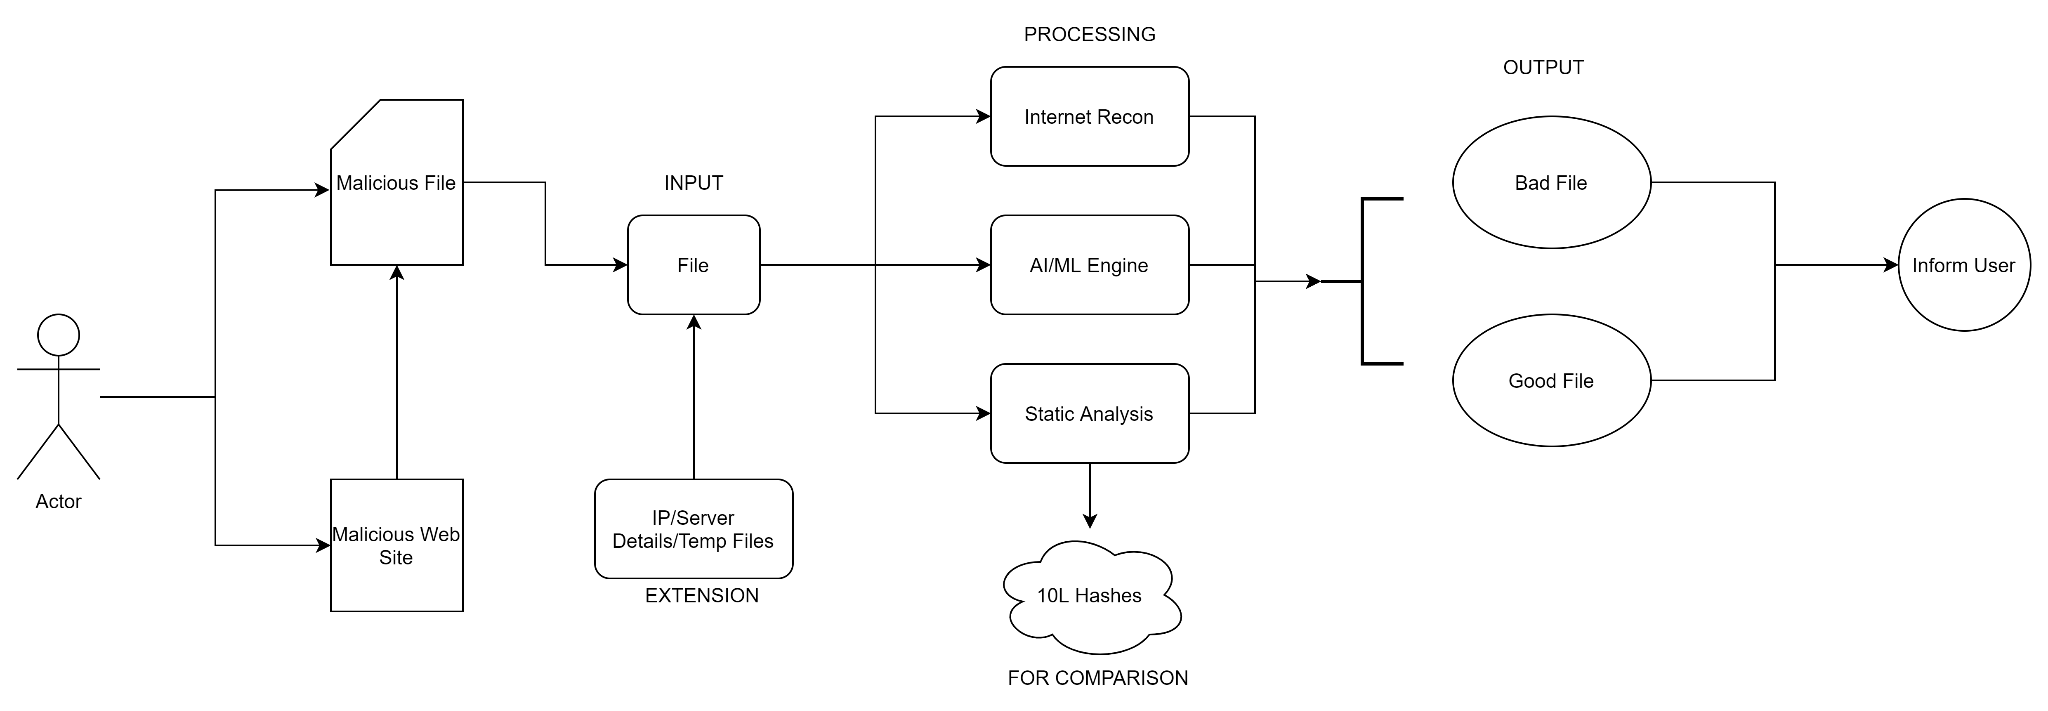 PROCESSING
OUTPUT
Internet Recon
Malicious File
INPUT
Bad File
File
AI/ML Engine
Inform User
Good File
Static Analysis
Actor
Malicious Web
Site
IP/Server
Details/Temp Files
EXTENSION
10L Hashes
FOR COMPARISON